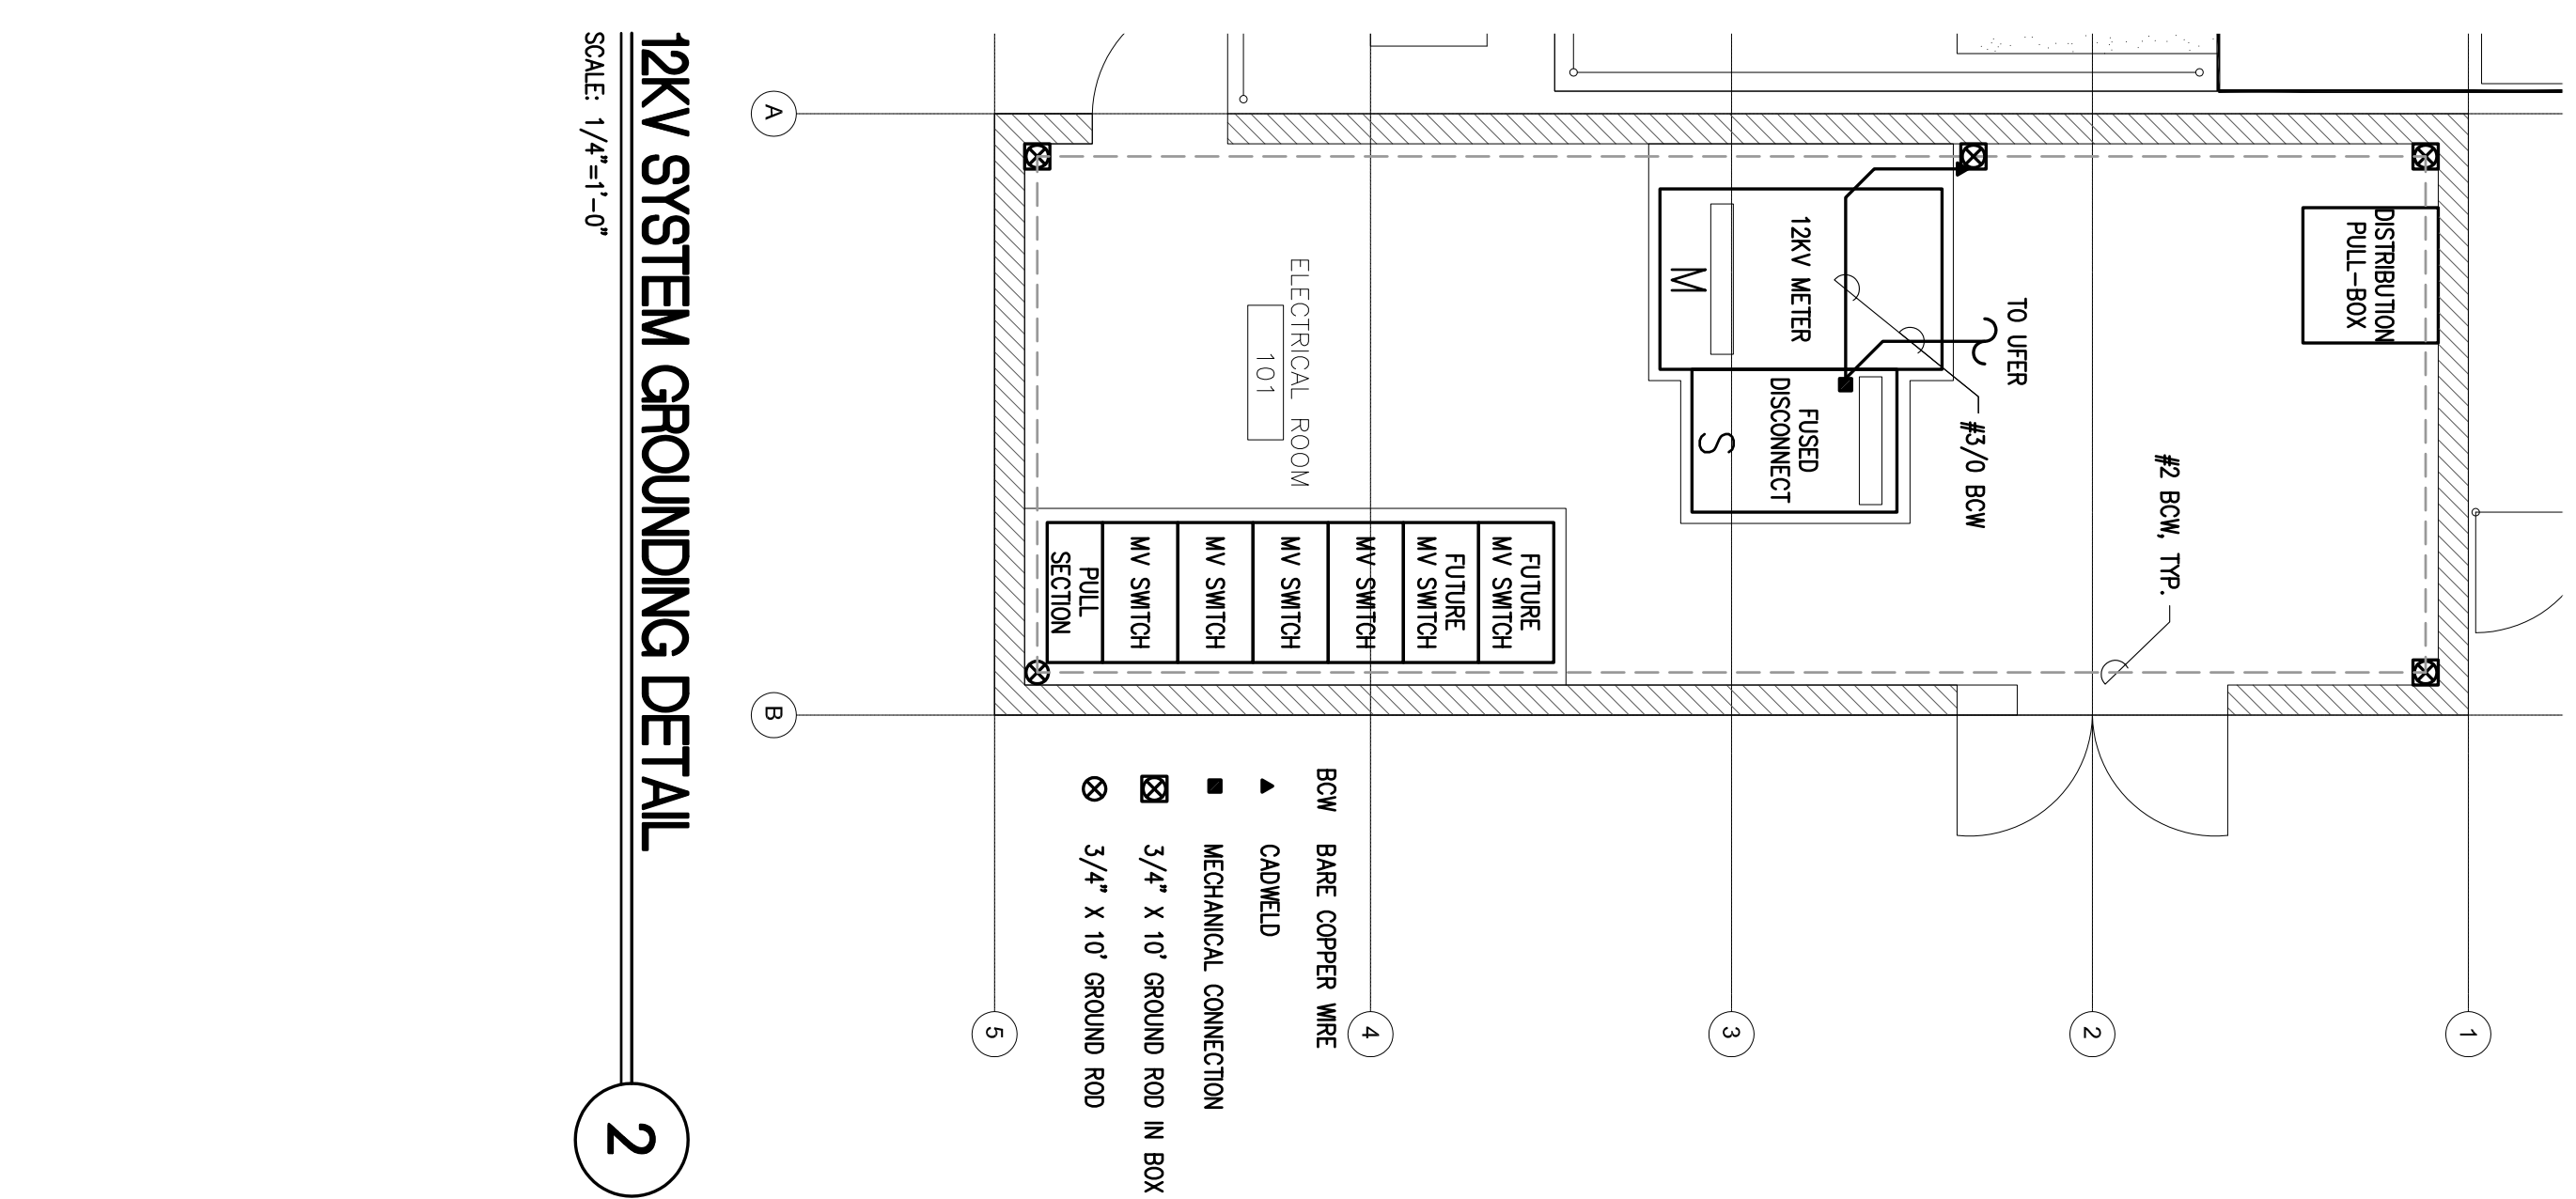 A
B
1
2
3
4
5
DISTRIBUTION
PULL-BOX
TO UFER
12KV METER
M
#3/0 BCW
FUSED
DISCONNECT
S
#2 BCW, TYP.
ELECTRICAL ROOM
101
FUTURE
MV SWITCH
FUTURE
MV SWITCH
MV SWITCH
MV SWITCH
MV SWITCH
MV SWITCH
PULL
SECTION
BCW BARE COPPER WIRE
CADWELD
MECHANICAL CONNECTION
3/4" X 10' GROUND ROD IN BOX
3/4" X 10' GROUND ROD
12KV SYSTEM GROUNDING DETAIL
SCALE: 1/4"=1'-0"
2